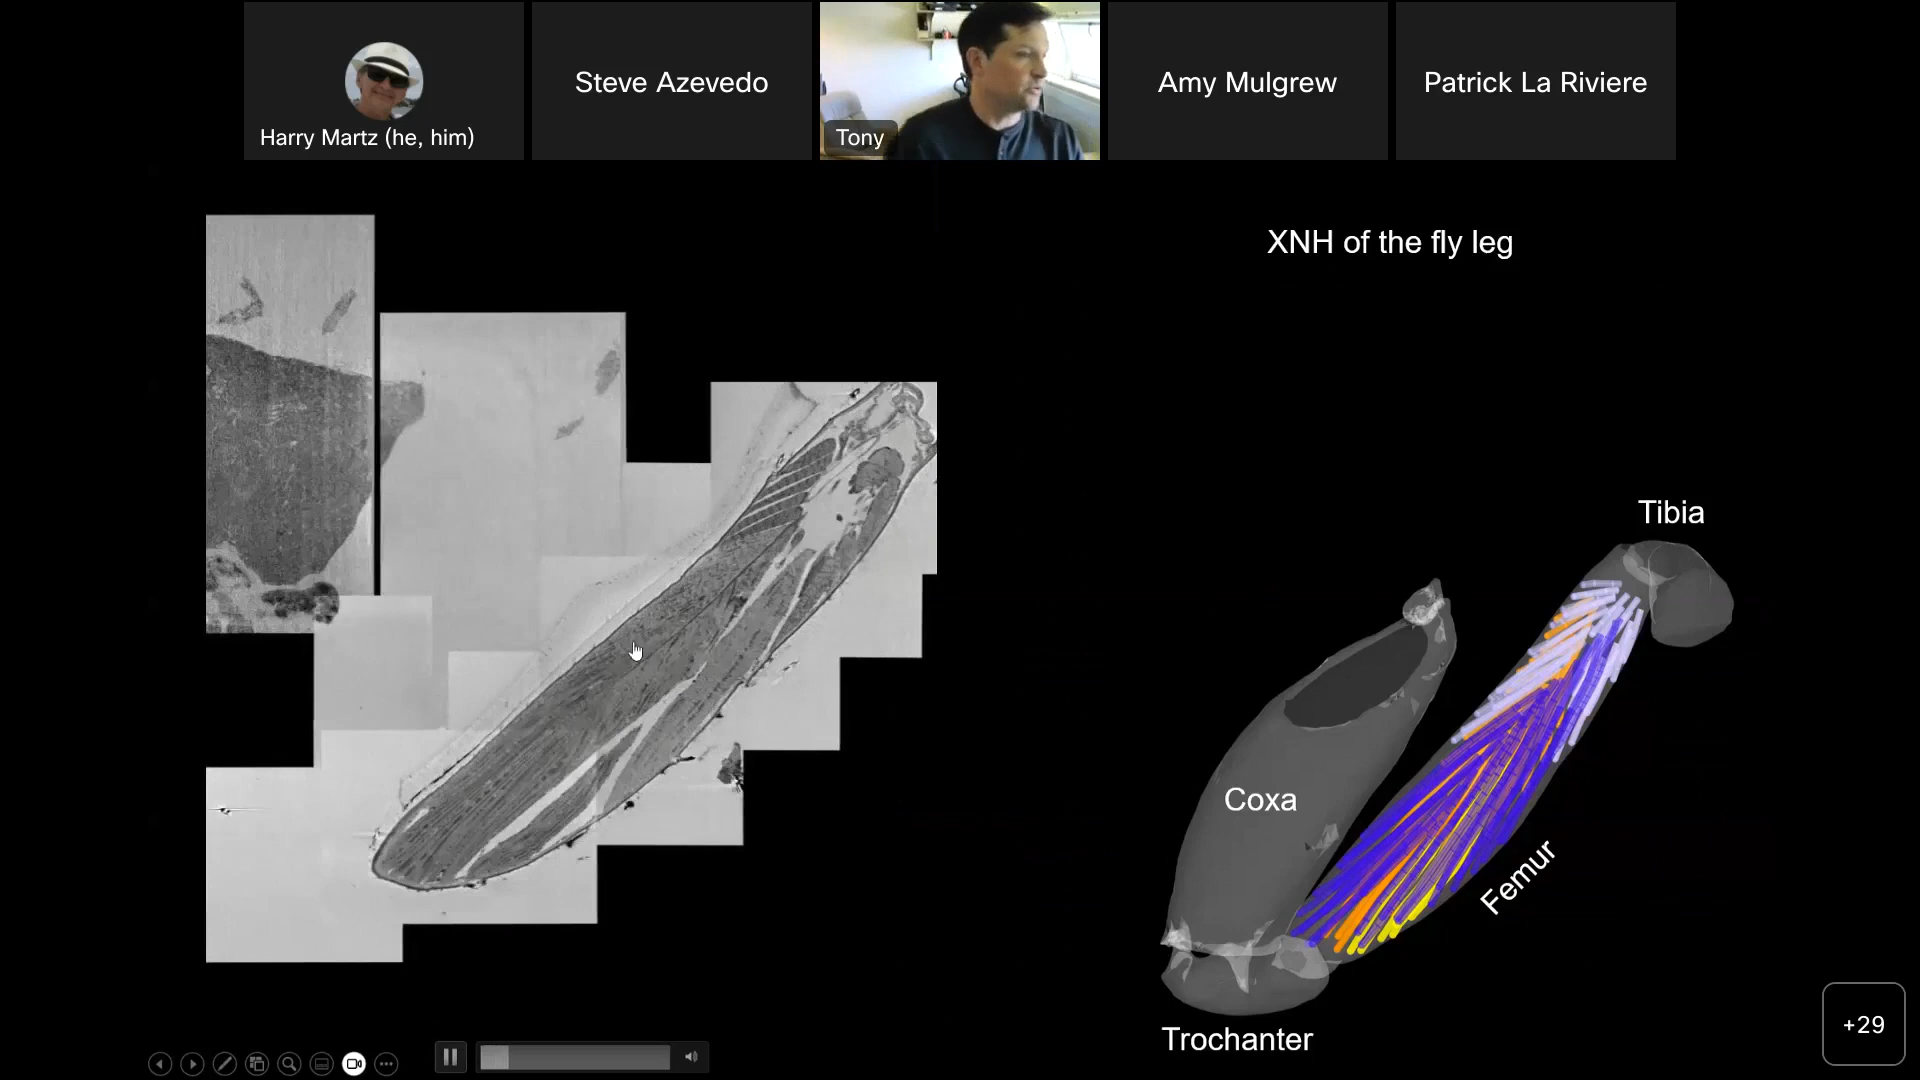 Harry Martz (he, him)
Steve Azevedo
Tony
Amy Mulgrew
Patrick La Riviere
XNH of the fly leg
Tibia
Coxa
Femur
Trochanter
+29